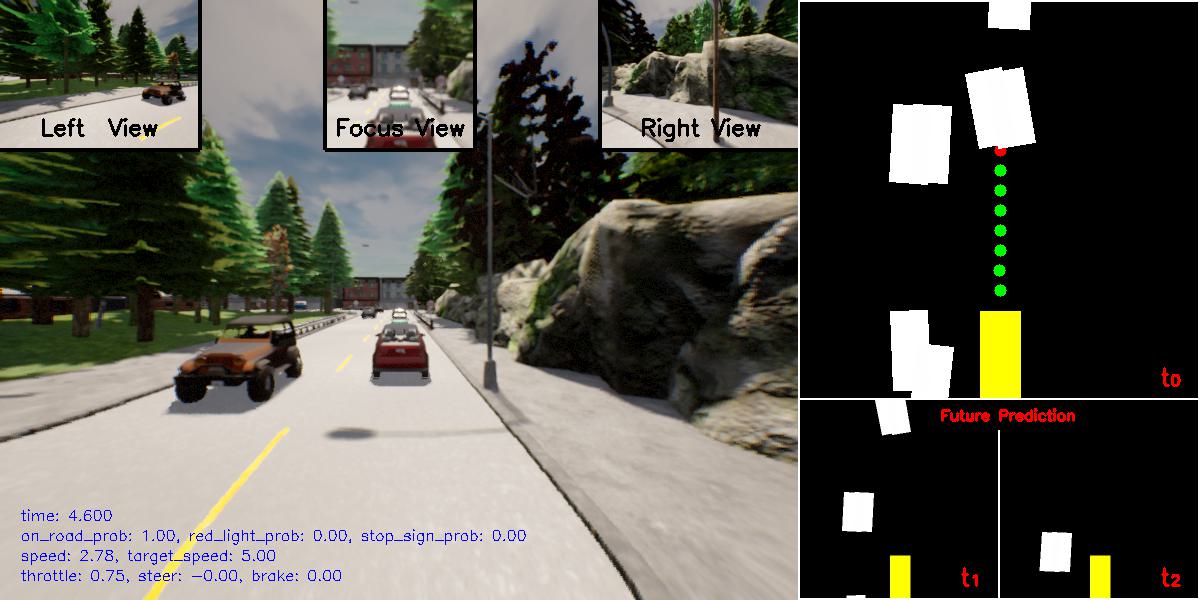 Left View
Focus View
Right View
time: 4.600
on_road_prob: 1.00, red_light_prob: 0.00, stop_sign_prob: 0.00
speed: 2.78, target_speed: 5.00
throttle: 0.75, steer: −0.00, brake: 0.00
t0
Future Prediction
t1
t2